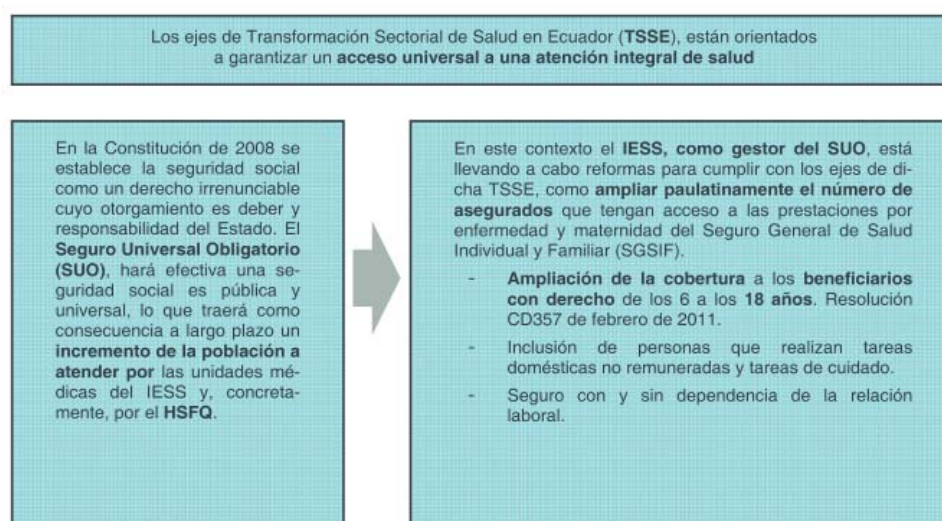 Los ejes de Transformación Sectorial de Salud en Ecuador (TSSE), están orientados
a garantizar un acceso universal a una atención integral de salud
En la Constitución de 2008 se
establece la seguridad social
como un derecho irrenunciable
cuyo otorgamiento es deber y
responsabilidad del Estado. El
Seguro Universal Obligatorio
(SUO), hará efectiva una se-
guridad social es pública y
universal, lo que traerá como
consecuencia a largo plazo un
incremento de la población a
atender por las unidades mé-
dicas del IESS y, concreta-
mente, por el HSFQ.
En este contexto el IESS, como gestor del SUO, está
llevando a cabo reformas para cumplir con los ejes de di-
cha TSSE, como ampliar paulatinamente el número de
asegurados que tengan acceso a las prestaciones por
enfermedad y maternidad del Seguro General de Salud
Individual y Familiar (SGSIF).
- Ampliación de la cobertura a los beneficiarios
con derecho de los 6 a los 18 años. Resolución
CD357 de febrero de 2011.
- Inclusión de personas que realizan tareas
domésticas no remuneradas y tareas de cuidado.
- Seguro con y sin dependencia de la relación
laboral.